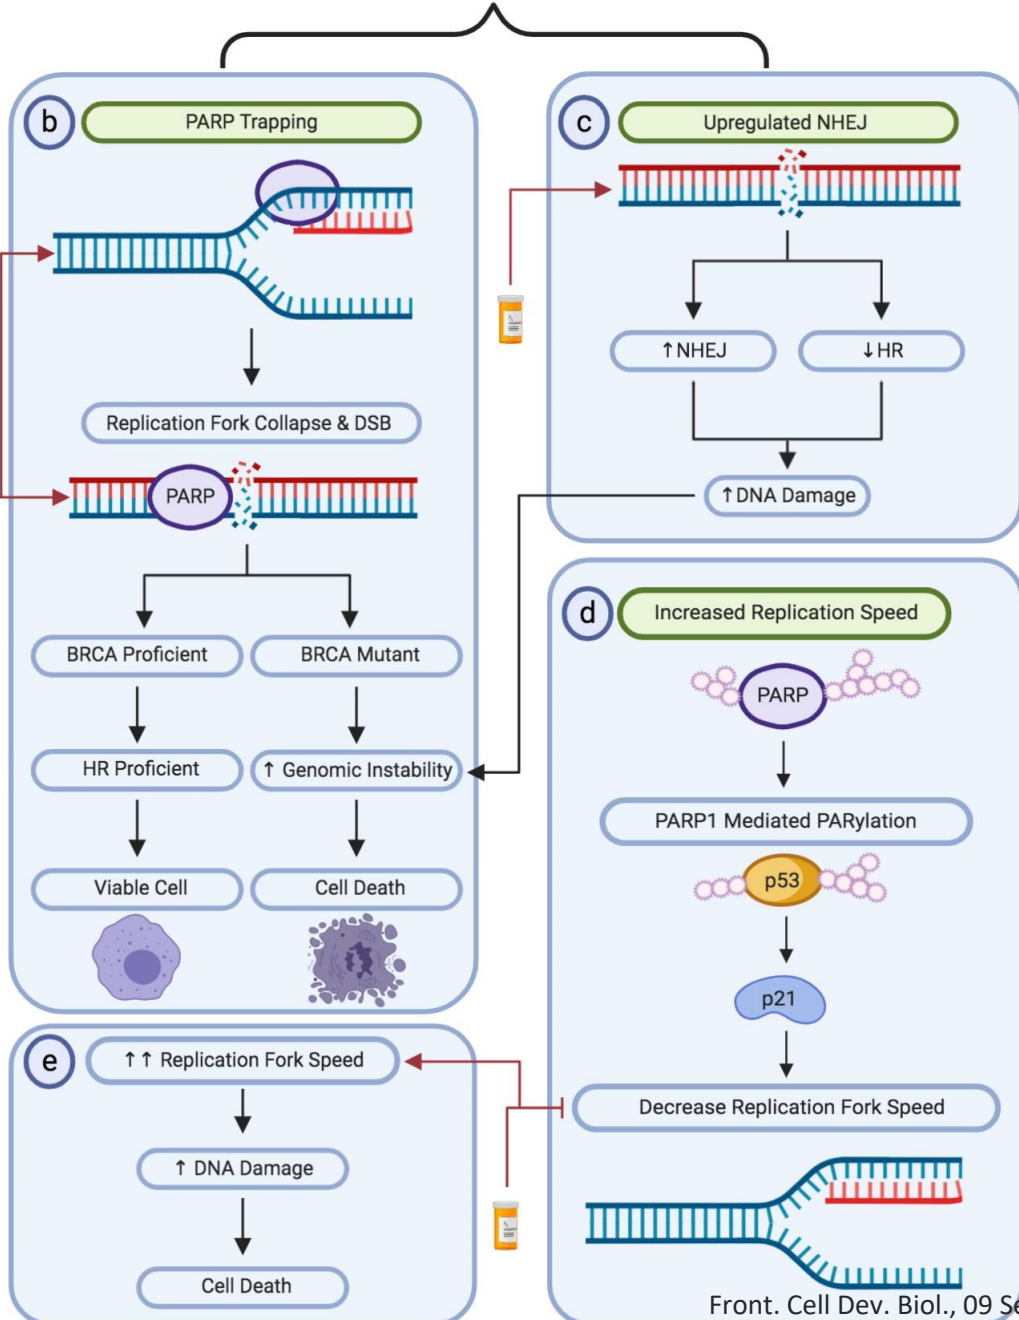 b
PARP Trapping
Replication Fork Collapse & DSB
PARP
BRCA Proficient
BRCA Mutant
HR Proficient
↑ Genomic Instability
Viable Cell
Cell Death
c
Upregulated NHEJ
↑NHEJ
↓HR
↑DNA Damage
d
Increased Replication Speed
PARP
PARP1 Mediated PARylation
p53
p21
Decrease Replication Fork Speed
e
↑↑ Replication Fork Speed
↑ DNA Damage
Cell Death
Front. Cell Dev. Biol., 09 Se